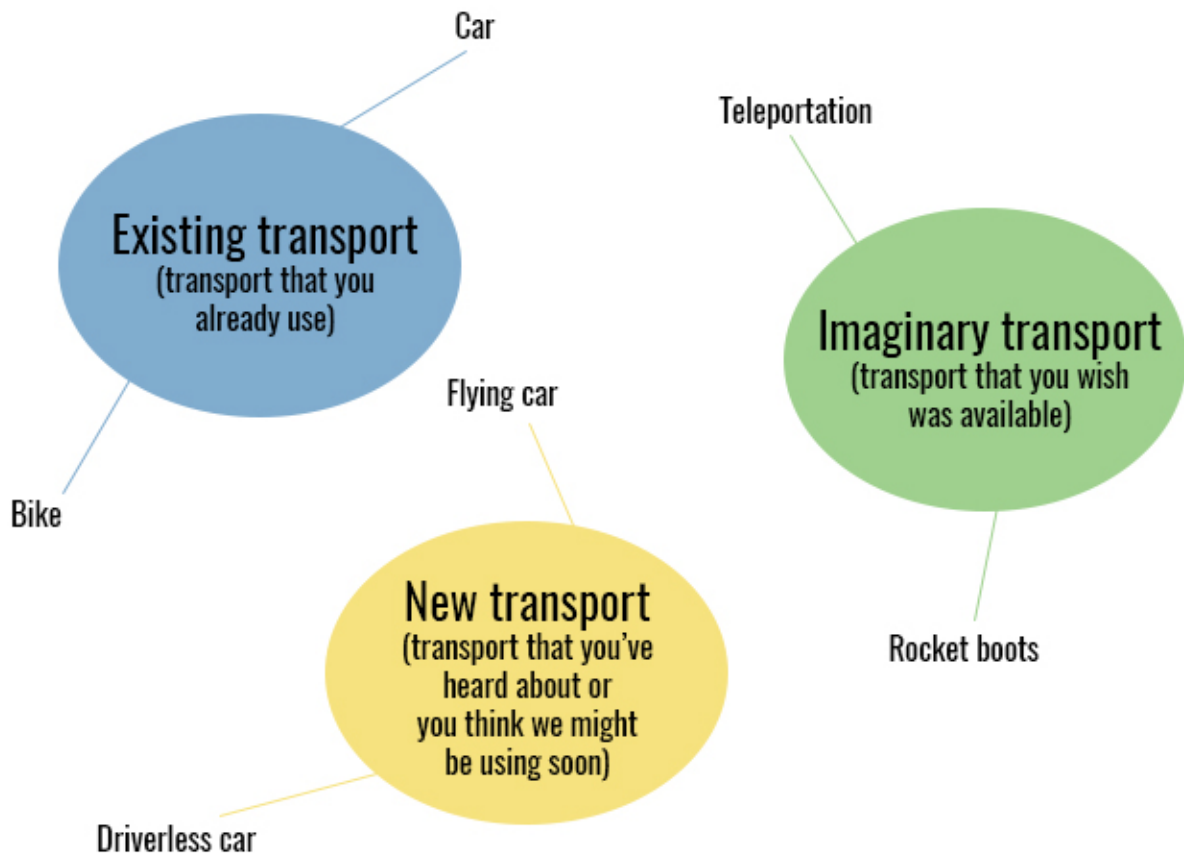 Car
Existing transport
(transport that you
already use)
Bike
Teleportation
Imaginary transport
(transport that you wish
was available)
Rocket boots
Flying car
New transport
(transport that you’ve
heard about or
you think we might
be using soon)
Driverless car